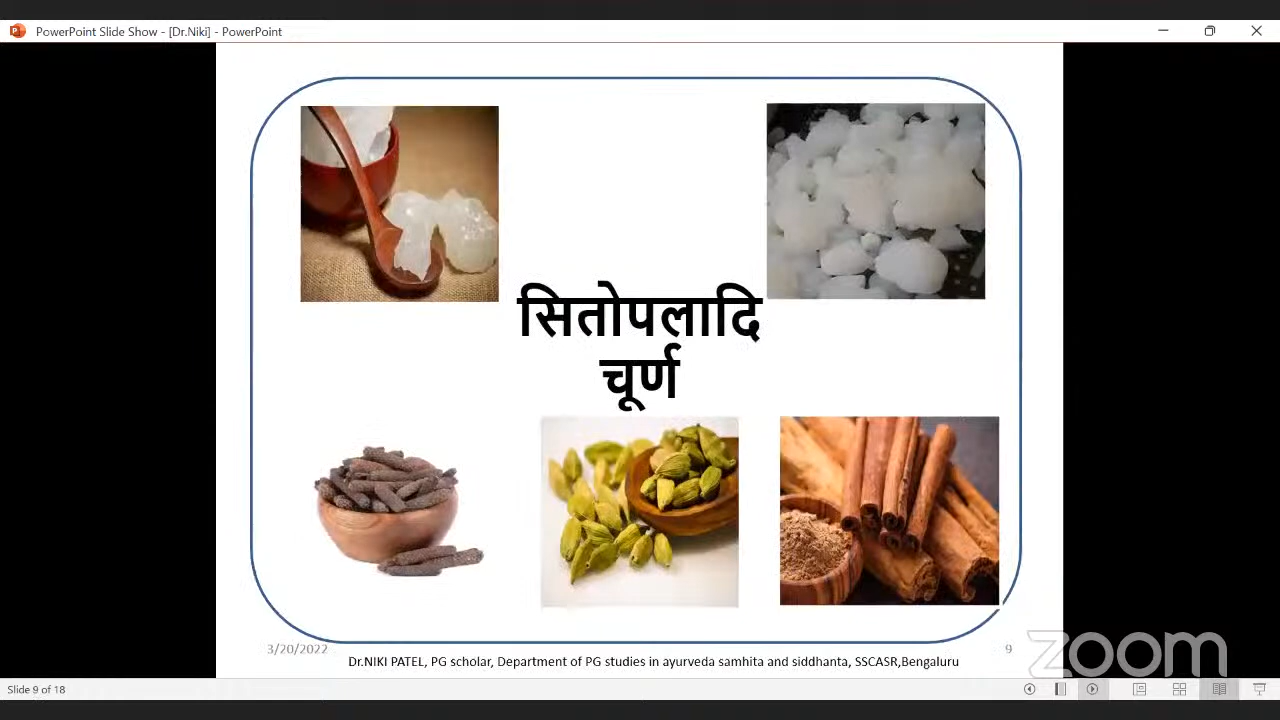 PowerPoint Slide Show - [Dr.Niki] - PowerPoint
सितोपलादि
चूर्ण
3/20/2022
9
Dr.NIKI PATEL, PG scholar, Department of PG studies in ayurveda samhita and siddhanta, SSCASR,Bengaluru
zoom
Slide 9 of 18